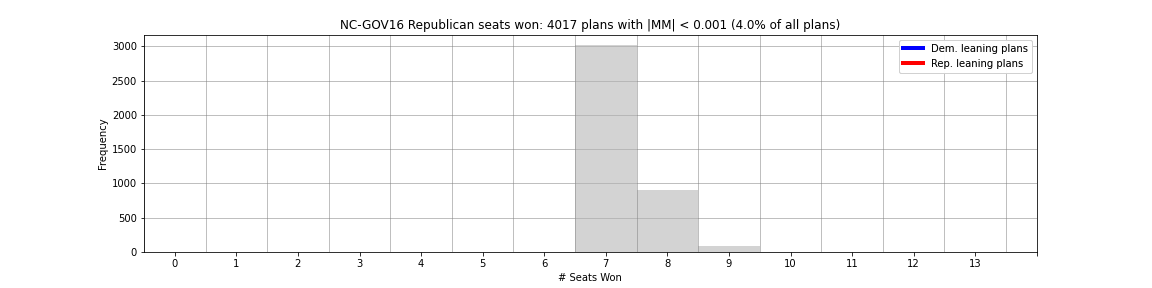 NC-GOV16 Republican seats won: 4017 plans with |MM| < 0.001 (4.0% of all plans)
Dem. leaning plans
Rep. leaning plans
Frequency
3000
2500
2000
1500
1000
500
0
0 1 2 3 4 5 6 7 8 9 10 11 12 13
# Seats Won